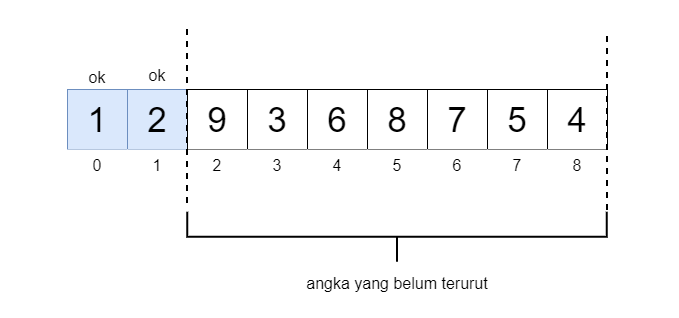 ok ok
1 2 9 3 6 8 7 5 4
0 1 2 3 4 5 6 7 8
angka yang belum terurut